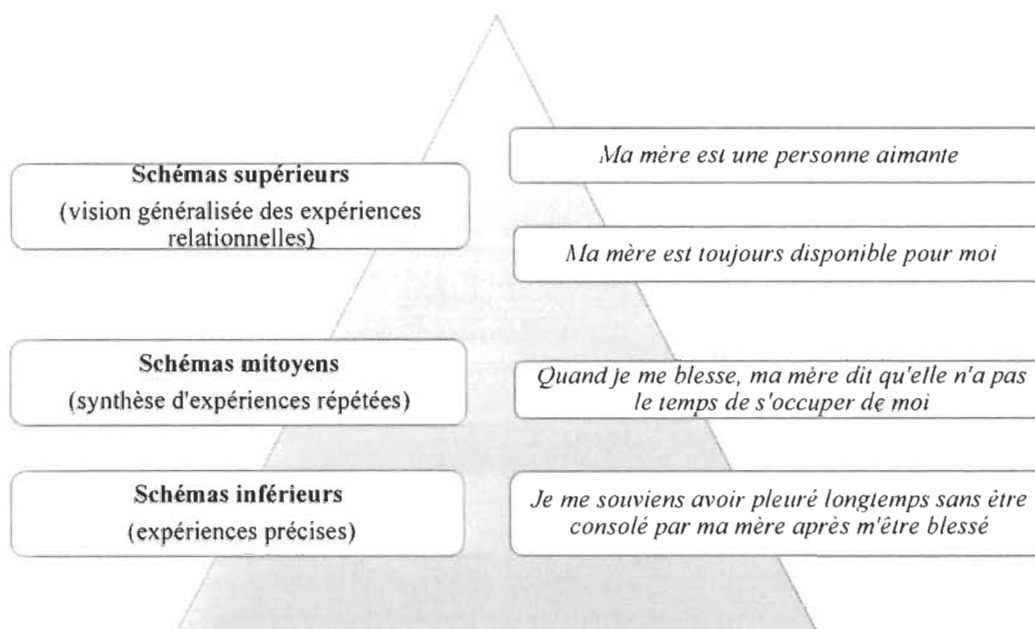 Schémas supérieurs
(vision généralisée des expériences
relationnelles)
Ma mère est une personne aimante
Ma mère est toujours disponible pour moi
Schémas mitoyens
(synthèse d'expériences répétées)
Quand je me blesse, ma mère dit qu'elle n'a pas
le temps de s'occuper de moi
Schémas inférieurs
(expériences précises)
Je me souviens avoir pleuré longtemps sans être
consolé par ma mère après m'être blessé